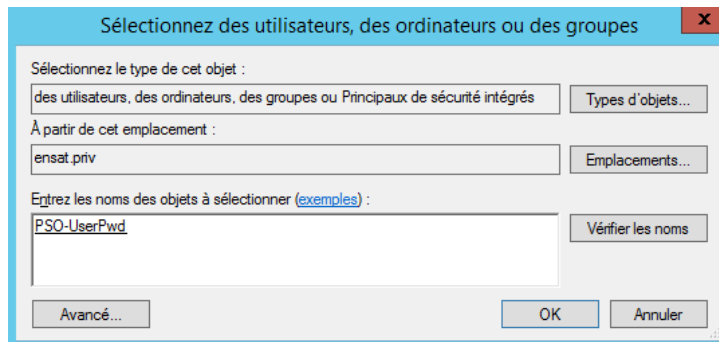 Sélectionnez des utilisateurs, des ordinateurs ou des groupes
x
Sélectionnez le type de cet objet :
des utilisateurs, des ordinateurs, des groupes ou Principaux de sécurité intégrés
Types d'objets...
À partir de cet emplacement :
ensat.priv
Emplacements...
Entrez les noms des objets à sélectionner (exemples) :
PSO-UserPwd
Vérifier les noms
Avancé...
OK
Annuler